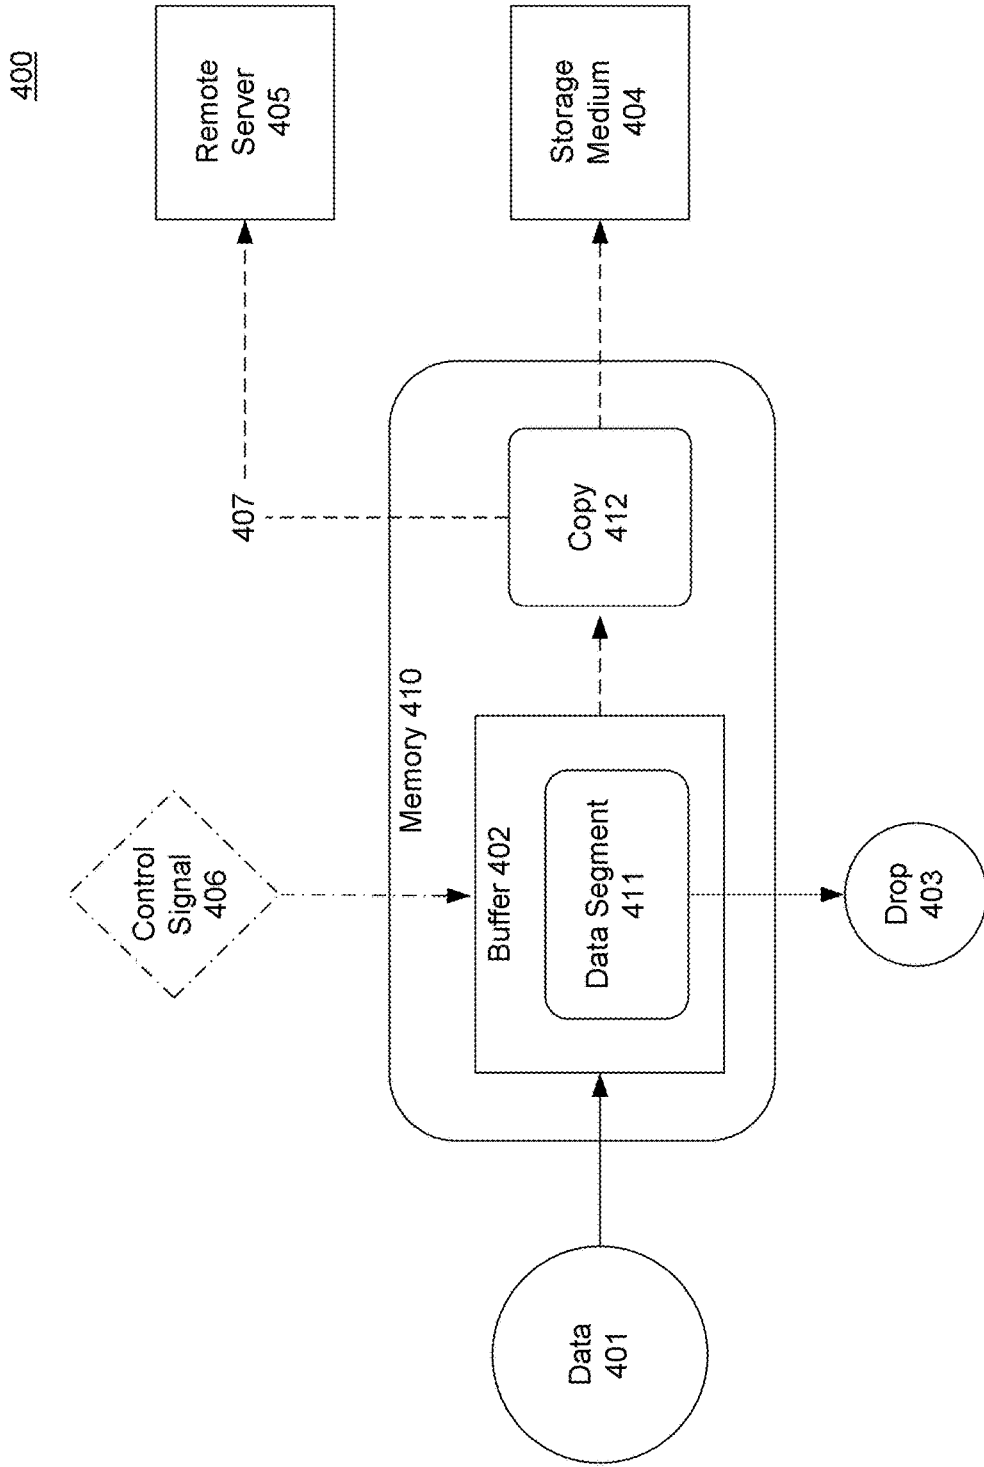 400
Remote
Server
405
Storage
Medium
404
407
Copy
412
Memory 410
Control
Signal
406
Buffer 402
Data Segment
411
Drop
403
Data
401